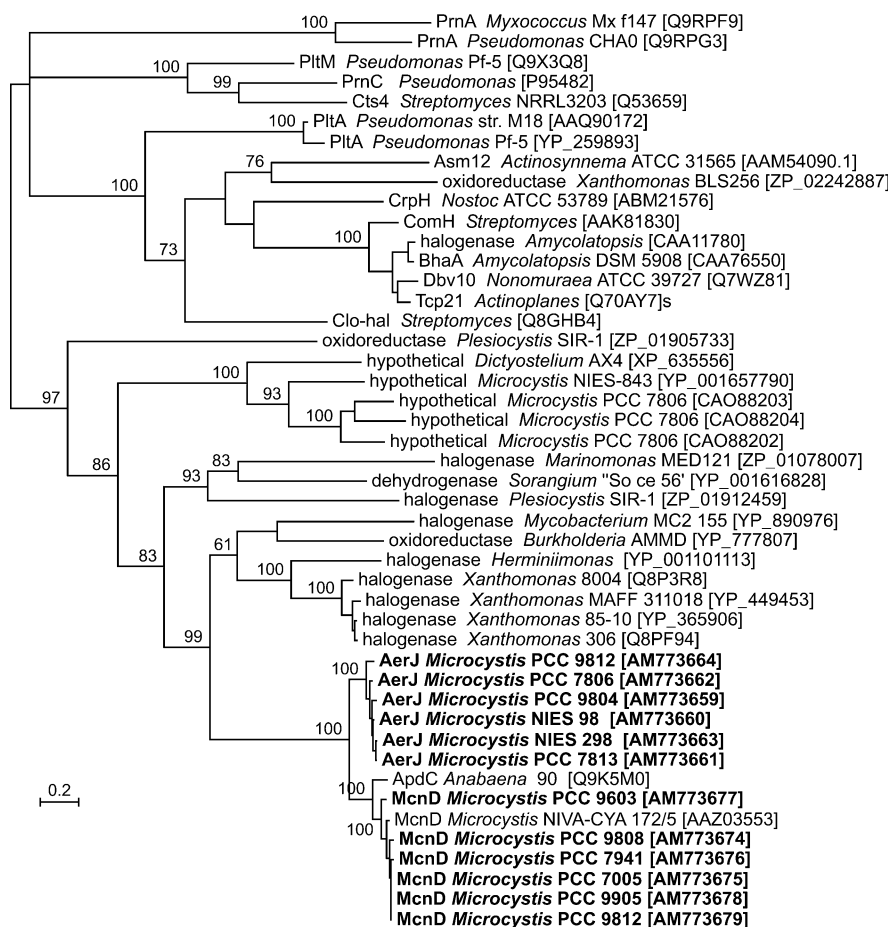 100
PrnA Myxococcus Mx f147 [Q9RPF9]
PrnA Pseudomonas CHA0 [Q9RPG3]
100
PltM Pseudomonas Pf-5 [Q9X3Q8]
99
PrnC Pseudomonas [P95482]
Cts4 Streptomyces NRRL3203 [Q53659]
100
PltA Pseudomonas str. M18 [AAQ90172]
PltA Pseudomonas Pf-5 [YP_259893]
76
Asm12 Actinosynnema ATCC 31565 [AAM54090.1]
oxidoreductase Xanthomonas BLS256 [ZP_02242887]
100
CrpH Nostoc ATCC 53789 [ABM21576]
ComH Streptomyces [AAK81830]
100
halogenase Amycolatopsis [CAA11780]
73
BhaA Amycolatopsis DSM 5908 [CAA76550]
Dbv10 Nonomuraea ATCC 39727 [Q7WZ81]
Tcp21 Actinoplanes [Q70AY7]s
Clo-hal Streptomyces [Q8GHB4]
oxidoreductase Plesiocystis SIR-1 [ZP_01905733]
hypothetical Dictyostelium AX4 [XP_635556]
100
hypothetical Microcystis NIES-843 [YP_001657790]
97
93
hypothetical Microcystis PCC 7806 [CAO88203]
100
hypothetical Microcystis PCC 7806 [CAO88204]
hypothetical Microcystis PCC 7806 [CAO88202]
86
83
halogenase Marinomonas MED121 [ZP_01078007]
93
dehydrogenase Sorangium "So ce 56' [YP_001616828]
halogenase Plesiocystis SIR-1 [ZP_01912459]
halogenase Mycobacterium MC2 155 [YP_890976]
oxidoreductase Burkholderia AMMD [YP_777807]
83
61
halogenase Herminiimonas [YP_001101113]
100
halogenase Xanthomonas 8004 [Q8P3R8]
100
halogenase Xanthomonas MAFF 311018 [YP_449453]
halogenase Xanthomonas 85-10 [YP_365906]
halogenase Xanthomonas 306 [Q8PF94]
99
AerJ Microcystis PCC 9812 [AM773664]
100
AerJ Microcystis PCC 7806 [AM773662]
AerJ Microcystis PCC 9804 [AM773659]
AerJ Microcystis NIES 98 [AM773660]
100
AerJ Microcystis NIES 298 [AM773663]
AerJ Microcystis PCC 7813 [AM773661]
ApdC Anabaena 90 [Q9K5M0]
0.2
100
McnD Microcystis PCC 9603 [AM773677]
McnD Microcystis NIVA-CYA 172/5 [AAZ03553]
100
McnD Microcystis PCC 9808 [AM773674]
McnD Microcystis PCC 7941 [AM773676]
McnD Microcystis PCC 7005 [AM773675]
McnD Microcystis PCC 9905 [AM773678]
McnD Microcystis PCC 9812 [AM773679]